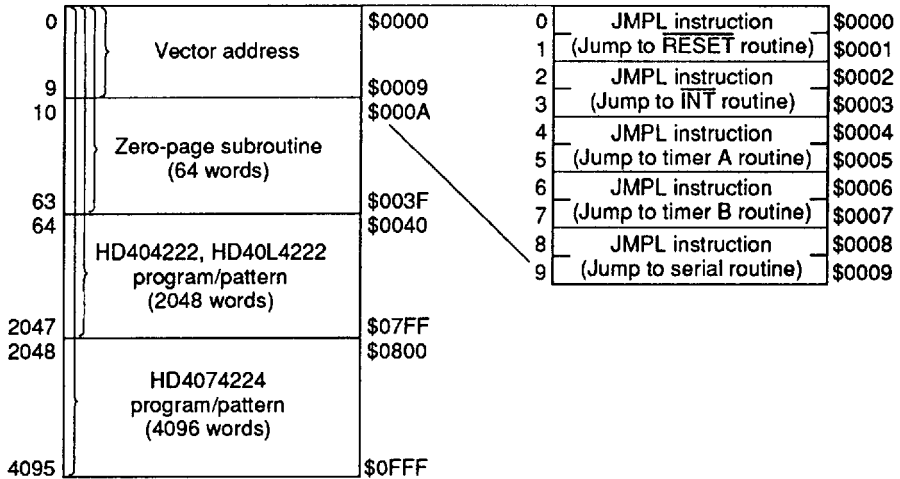 0 $0000
Vector address
9 $0009
10 $000A
Zero-page subroutine
(64 words)
63 $003F
64 $0040
HD404222, HD40L4222
program/pattern
(2048 words)
2047 $07FF
2048 $0800
HD4074224
program/pattern
(4096 words)
4095 $0FFF
0 JMPL instruction $0000
1 (Jump to RESET routine) $0001
2 JMPL instruction $0002
3 (Jump to INT routine) $0003
4 JMPL instruction $0004
5 (Jump to timer A routine) $0005
6 JMPL instruction $0006
7 (Jump to timer B routine) $0007
8 JMPL instruction $0008
9 (Jump to serial routine) $0009